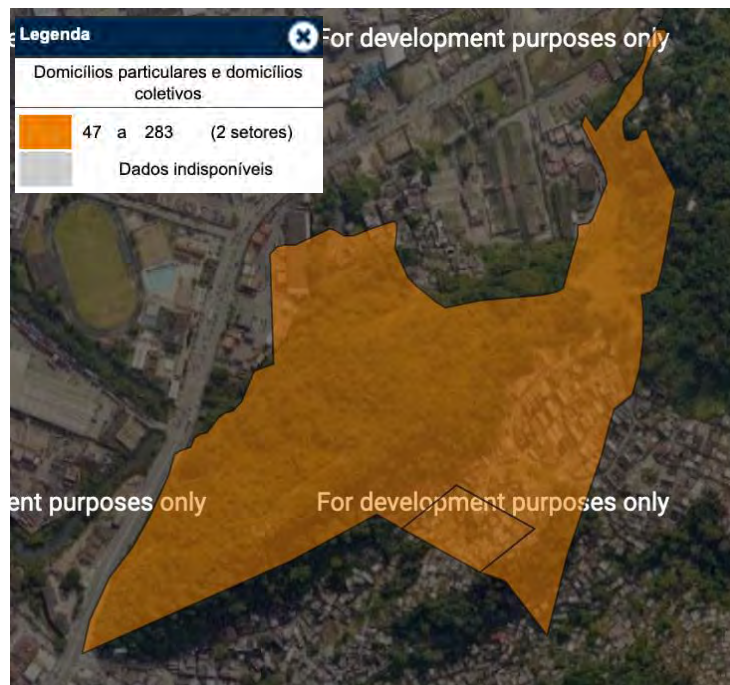 Legenda
Domicílios particulares e domicílios
coletivos
47 a 283 (2 setores)
Dados indisponíveis
For development purposes only
ent purposes only
For development purposes only